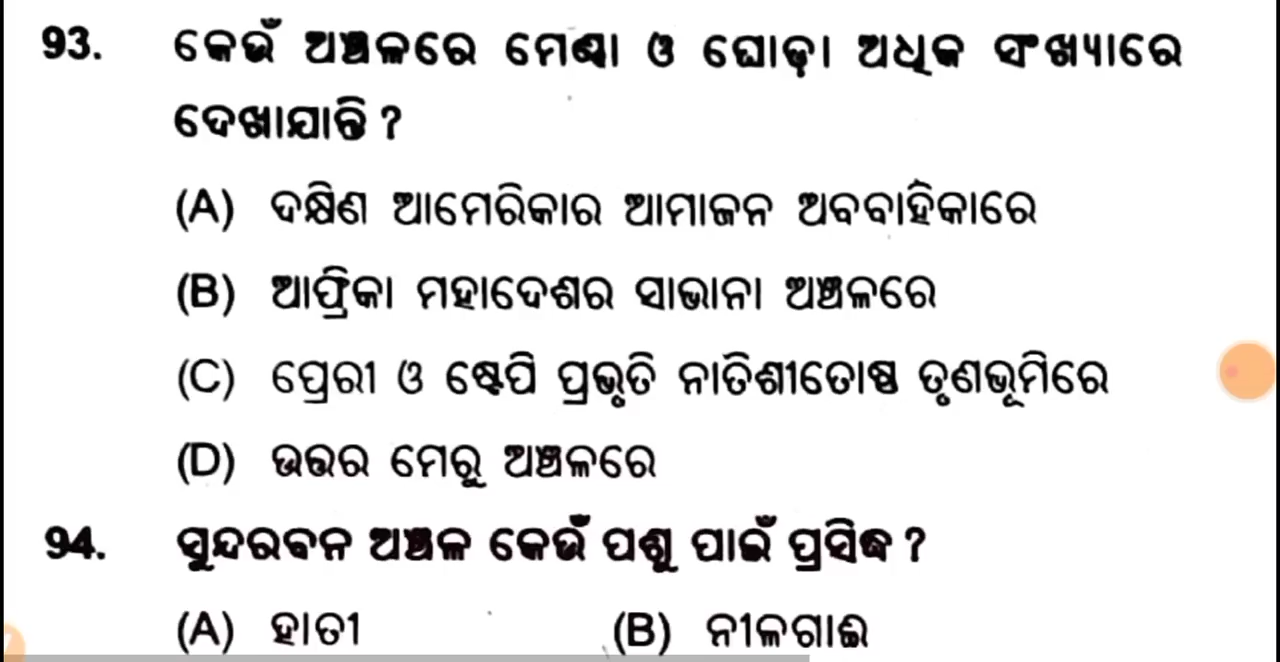 93. କେଉଁ ଅଞ୍ଚଳରେ ମେଣ୍ଢା ଓ ଘୋଡ଼ା ଅଧିକ ସଂଖ୍ୟାରେ
ଦେଖାଯାନ୍ତି ?
(A) ଦକ୍ଷିଣ ଆମେରିକାର ଆମାଜନ ଅବବାହିକାରେ
(B) ଆଫ୍ରିକା ମହାଦେଶର ସାଭାନା ଅଞ୍ଚଳରେ
(C) ପ୍ରେରୀ ଓ ଷ୍ଟେପି ପ୍ରଭୃତି ନାତିଶୀତୋଷ୍ଣ ତୃଣଭୂମିରେ
(D) ଉତ୍ତର ମେରୁ ଅଞ୍ଚଳରେ
94. ସୁନ୍ଦରବନ ଅଞ୍ଚଳ କେଉଁ ପଶୁ ପାଇଁ ପ୍ରସିଦ୍ଧ ?
(A) ହାତୀ (B) ନୀଳଗାଈ